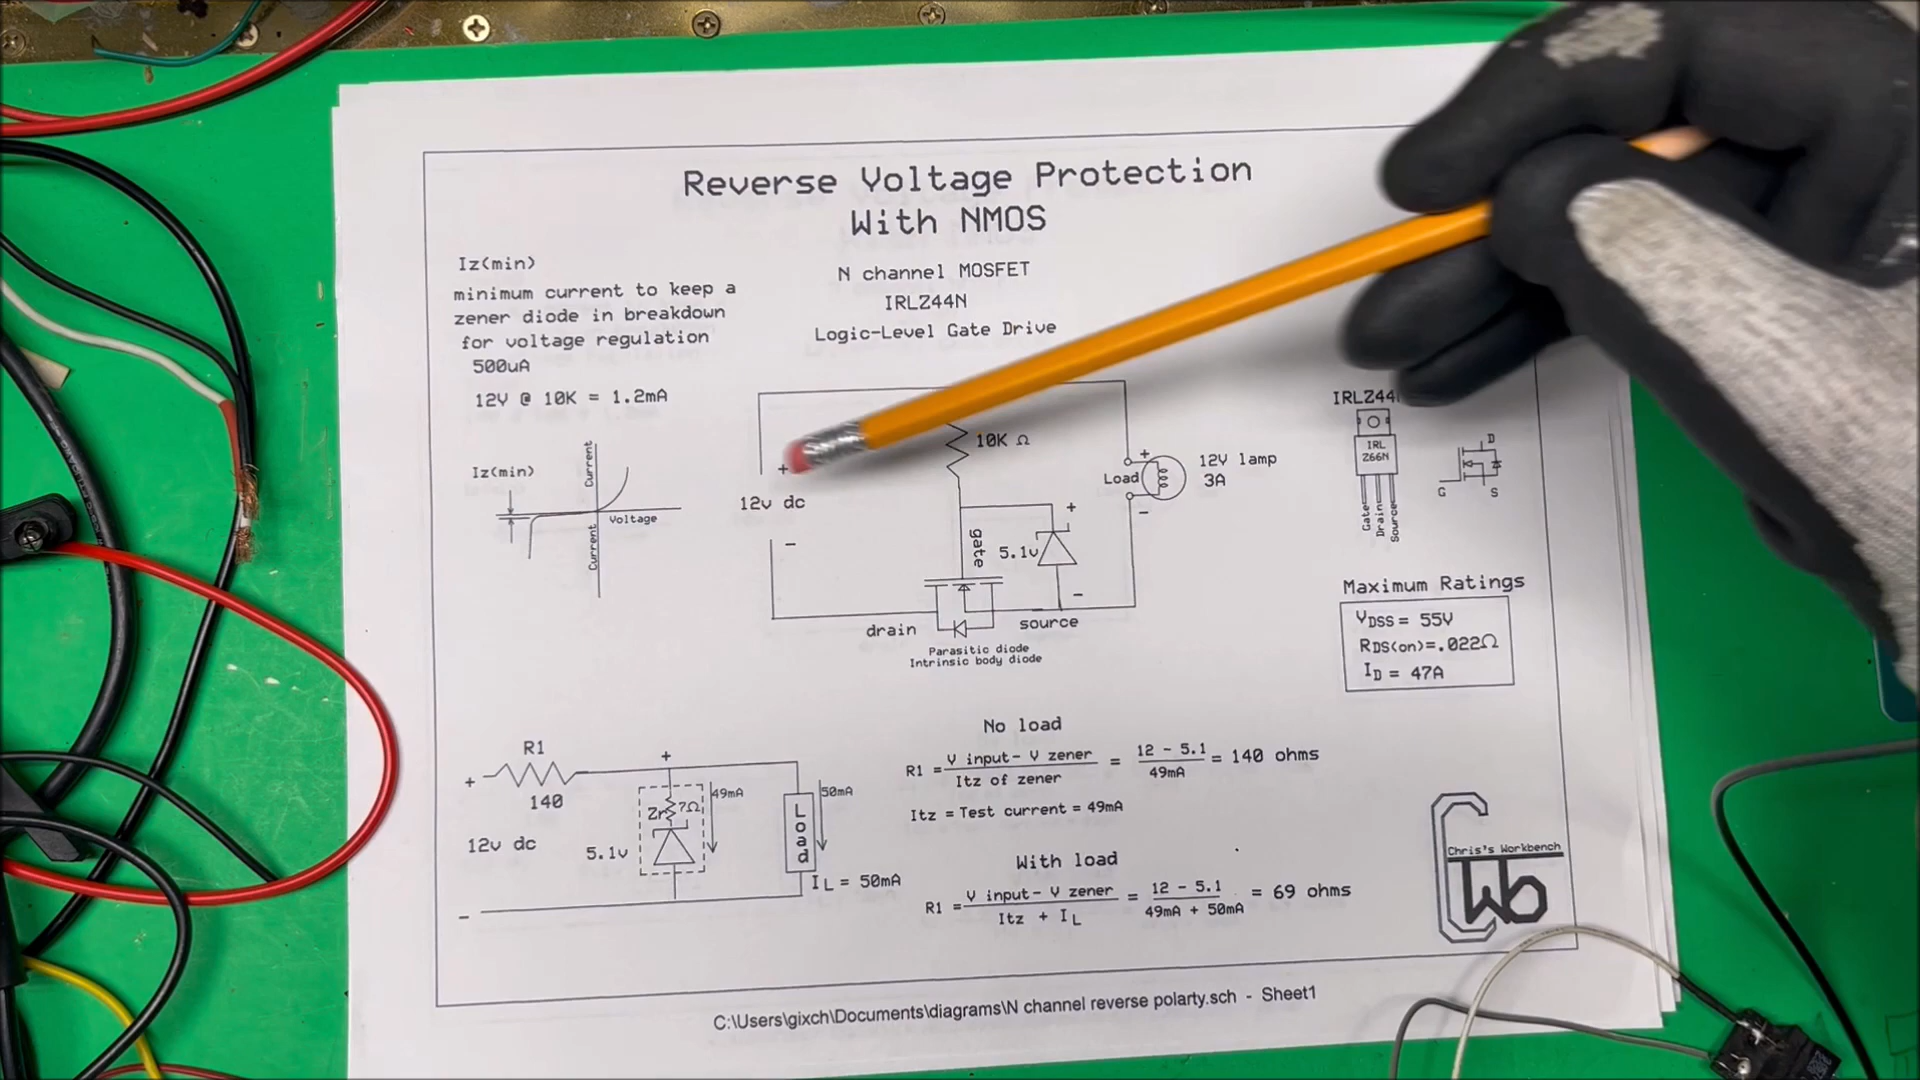 Reverse Voltage Protection
With NMOS
N channel MOSFET
IRLZ44N
Logic-Level Gate Drive
Iz(min)
minimum current to keep a
zener diode in breakdown
for voltage regulation
500uA
12V @ 10K = 1.2mA
Iz(min)
Current
Voltage
Current
+
12v dc
-
10K Ω
gate
5.1v
+
-
drain
source
Parasitic diode
Intrinsic body diode
+
Load
-
12V lamp
3A
IRLZ44
IRL
Z66N
Gate
Drain
Source
D
G
S
Maximum Ratings
VDSS = 55V
RDS(on)=.022Ω
ID = 47A
R1
+
140
12v dc
-
+
Zr
7Ω
49mA
5.1v
Load
50mA
IL = 50mA
No load
R1 = V input- V zener / Itz of zener = 12 - 5.1 / 49mA = 140 ohms
Itz = Test current = 49mA
With load
R1 = V input- V zener / Itz + IL = 12 - 5.1 / 49mA + 50mA = 69 ohms
Chris's Workbench
CWb
C:\Users\gixch\Documents\diagrams\N channel reverse polarty.sch - Sheet1